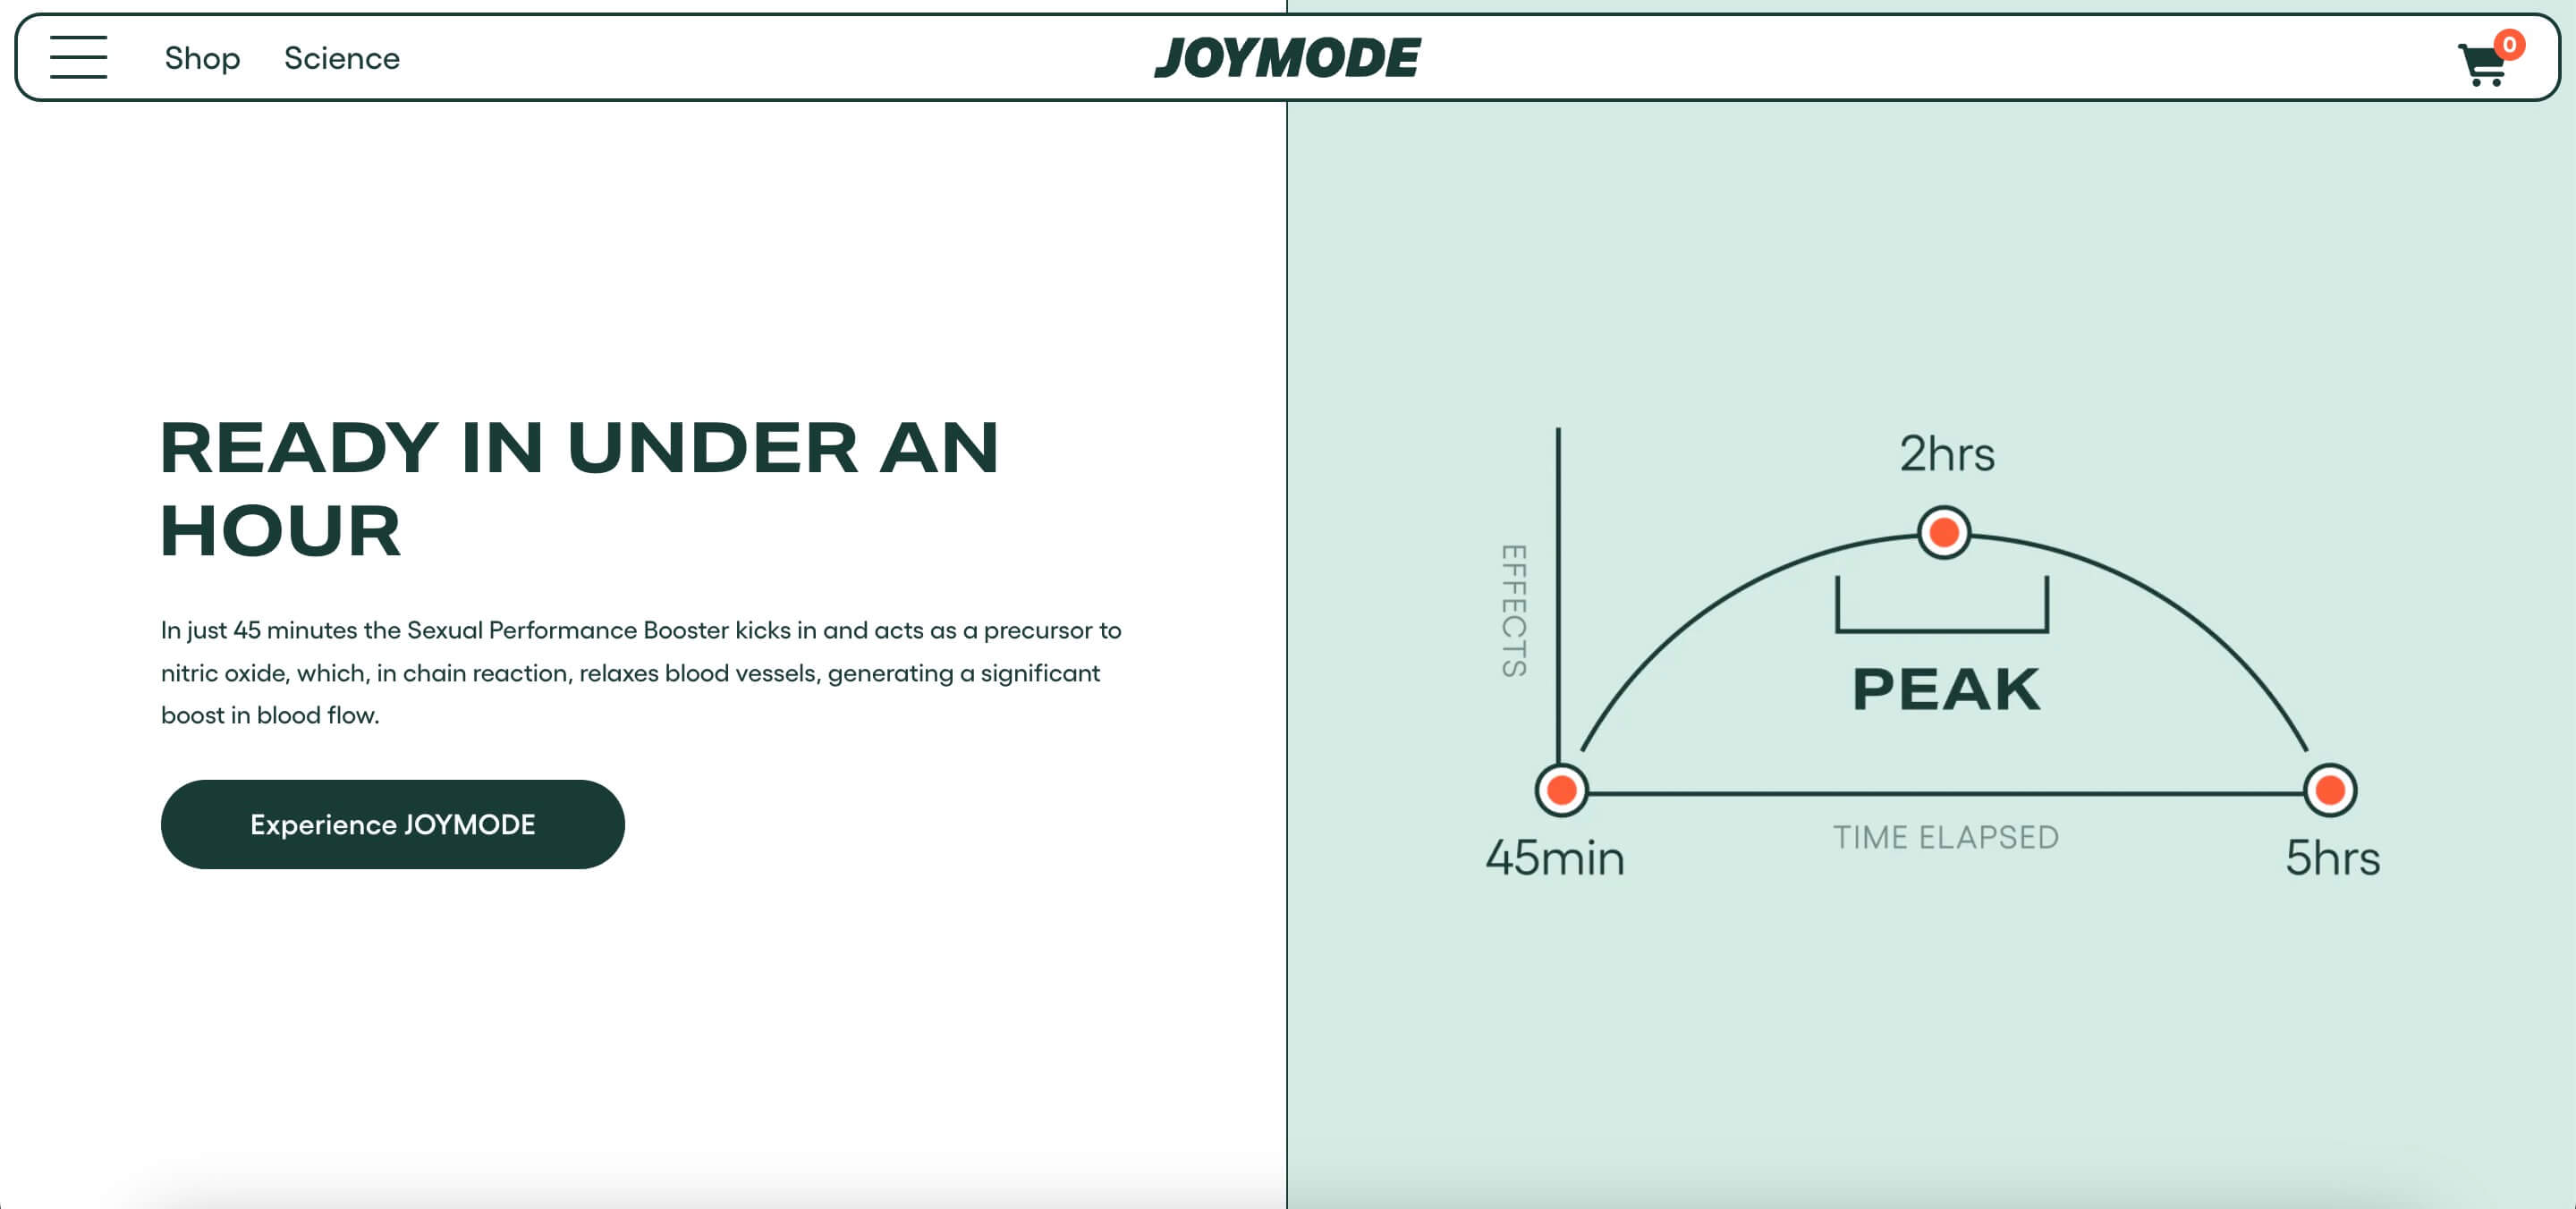 Shop
Science
JOYMODE
0
READY IN UNDER AN
HOUR
In just 45 minutes the Sexual Performance Booster kicks in and acts as a precursor to
nitric oxide, which, in chain reaction, relaxes blood vessels, generating a significant
boost in blood flow.
Experience JOYMODE
2hrs
EFFECTS
PEAK
TIME ELAPSED
45min
5hrs